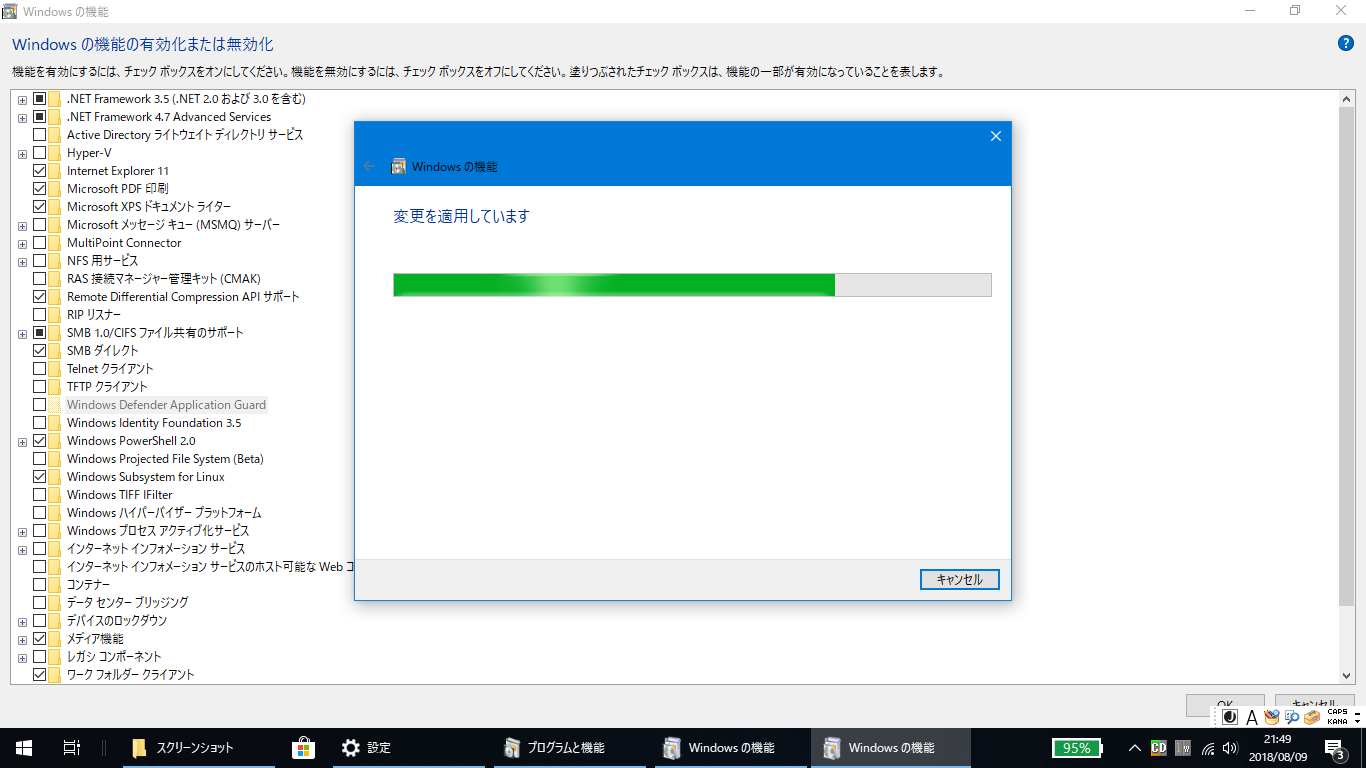 Windows の機能
Windows の機能の有効化または無効化
機能を有効にするには、チェック ボックスをオンにしてください。機能を無効にするには、チェック ボックスをオフにしてください。塗りつぶされたチェック ボックスは、機能の一部が有効になっていることを表します。
.NET Framework 3.5 (.NET 2.0 および 3.0 を含む)
.NET Framework 4.7 Advanced Services
Active Directory ライトウェイト ディレクトリ サービス
Hyper-V
Internet Explorer 11
Microsoft PDF 印刷
Microsoft XPS ドキュメント ライター
Microsoft メッセージ キュー (MSMQ) サーバー
MultiPoint Connector
NFS 用サービス
RAS 接続マネージャー管理キット (CMAK)
Remote Differential Compression API サポート
RIP リスナー
SMB 1.0/CIFS ファイル共有のサポート
SMB ダイレクト
Telnet クライアント
TFTP クライアント
Windows Defender Application Guard
Windows Identity Foundation 3.5
Windows PowerShell 2.0
Windows Projected File System (Beta)
Windows Subsystem for Linux
Windows TIFF IFilter
Windows ハイパーバイザー プラットフォーム
Windows プロセス アクティブ化サービス
インターネット インフォメーション サービス
インターネット インフォメーション サービスのホスト可能な Web コ
コンテナー
データ センター ブリッジング
デバイスのロックダウン
メディア機能
レガシ コンポーネント
ワーク フォルダー クライアント
Windows の機能
変更を適用しています
キャンセル
OK
キャンセル
A
CAPS
KANA
スクリーンショット
設定
プログラムと機能
Windows の機能
Windows の機能
95%
CD
21:49
2018/08/09
3